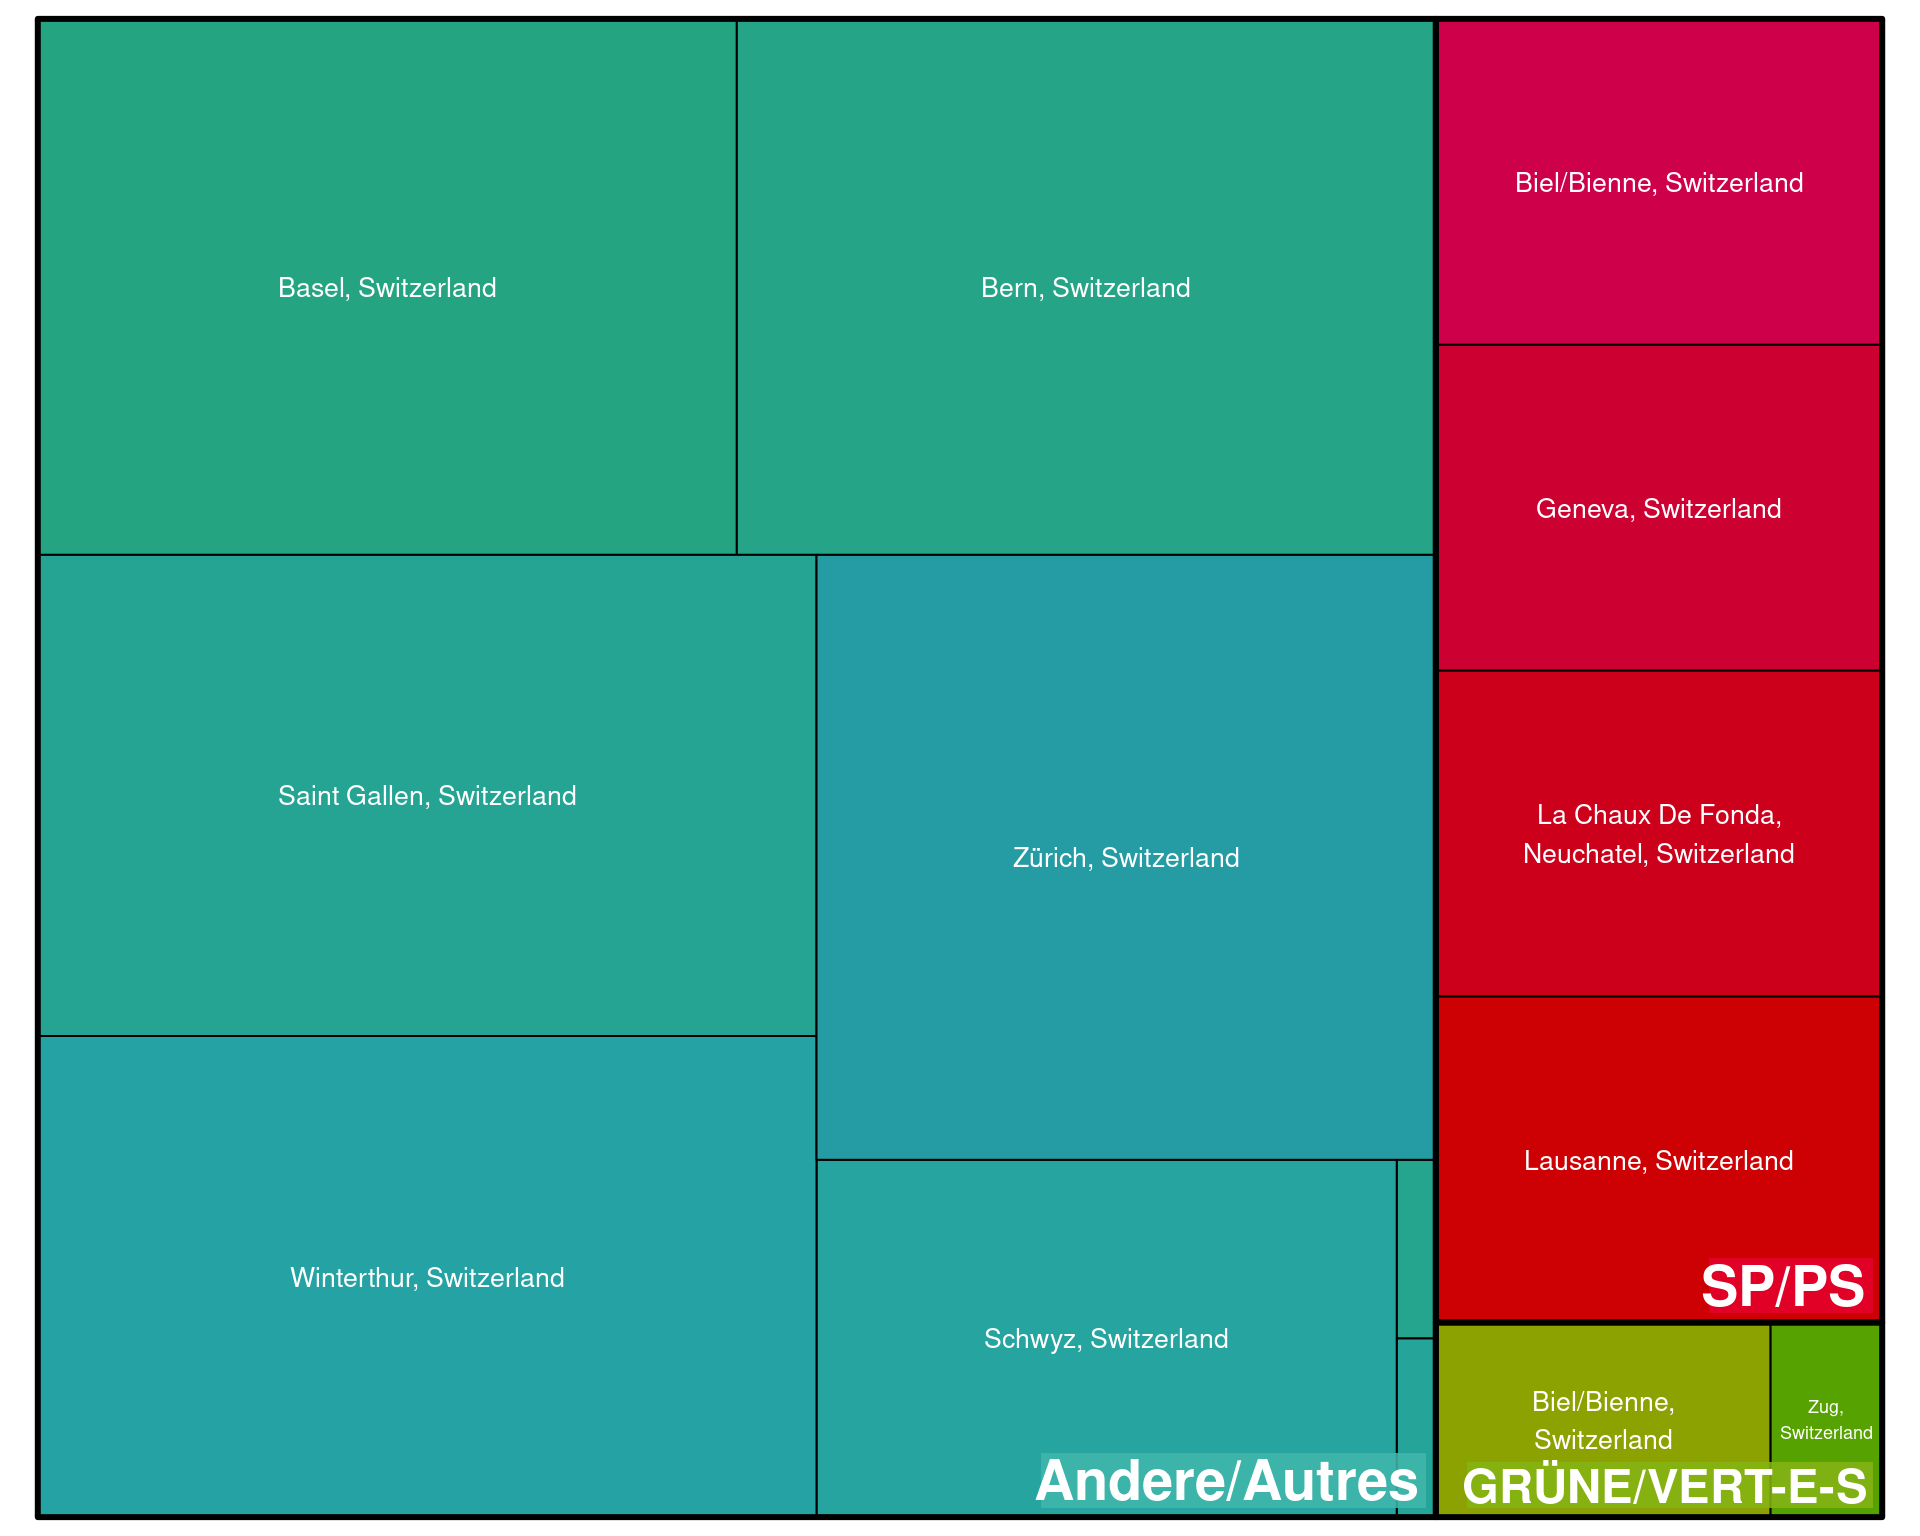 Basel, Switzerland
Bern, Switzerland
Biel/Bienne, Switzerland
Geneva, Switzerland
Saint Gallen, Switzerland
Zürich, Switzerland
La Chaux De Fonda,
Neuchatel, Switzerland
Lausanne, Switzerland
Winterthur, Switzerland
Schwyz, Switzerland
SP/PS
Biel/Bienne,
Switzerland
Zug,
Switzerland
Andere/Autres
GRÜNE/VERT-E-S